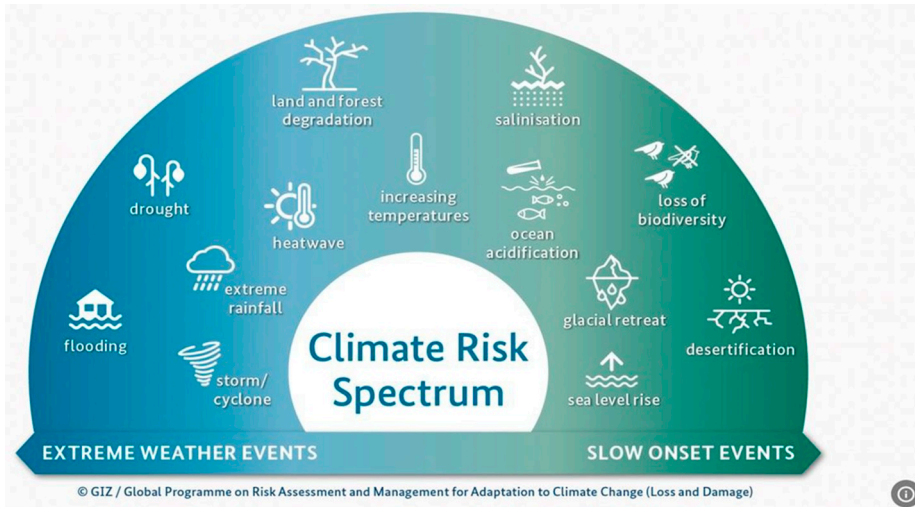 land and forest
degradation
salinisation
drought
increasing
temperatures
loss of
biodiversity
heatwave
ocean
acidification
extreme
rainfall
glacial retreat
flooding
desertification
storm/
cyclone
Climate Risk
Spectrum
sea level rise
EXTREME WEATHER EVENTS
SLOW ONSET EVENTS
© GIZ / Global Programme on Risk Assessment and Management for Adaptation to Climate Change (Loss and Damage)